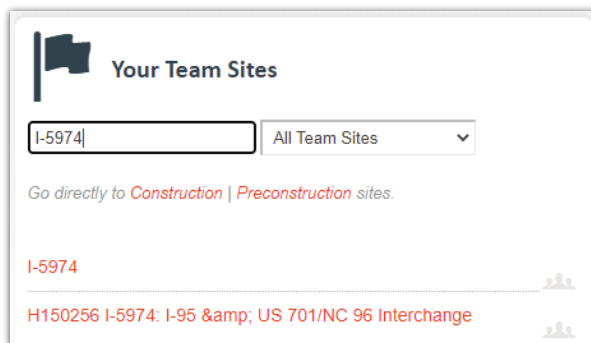 Your Team Sites
I-5974
All Team Sites
Go directly to Construction | Preconstruction sites.
I-5974
H150256 I-5974: I-95 &amp; US 701/NC 96 Interchange